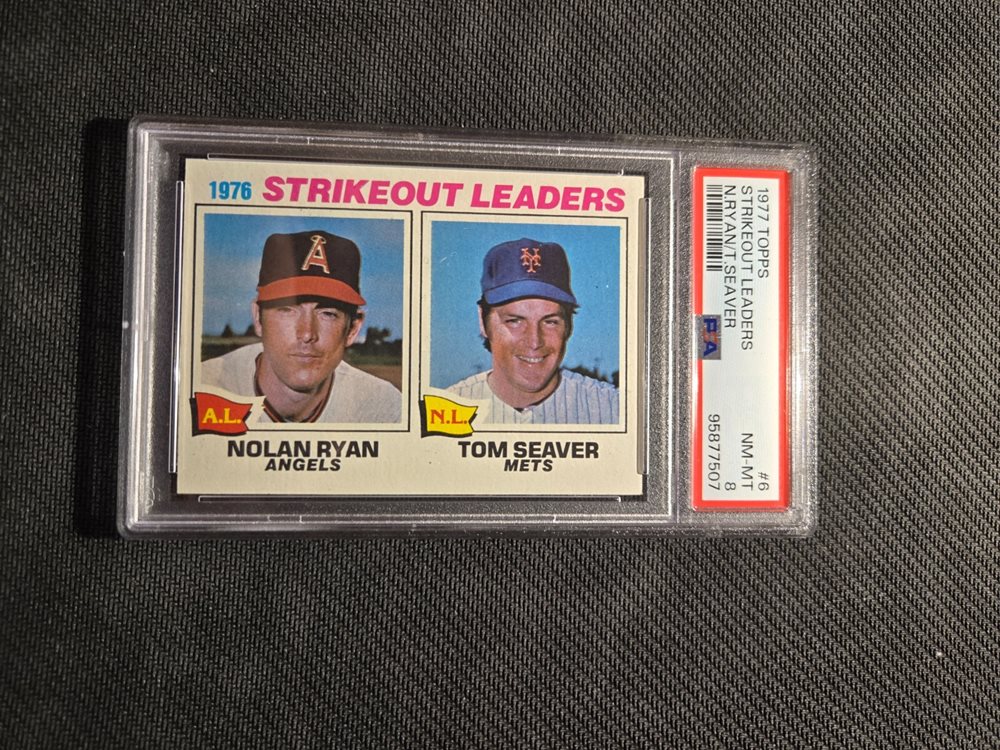 1976 STRIKEOUT LEADERS
A
NY
A.L.
N.L.
NOLAN RYAN
ANGELS
TOM SEAVER
METS
1977 TOPPS #6
STRIKEOUT LEADERS NM-MT
N.RYAN/T.SEAVER 8
PSA 95877507